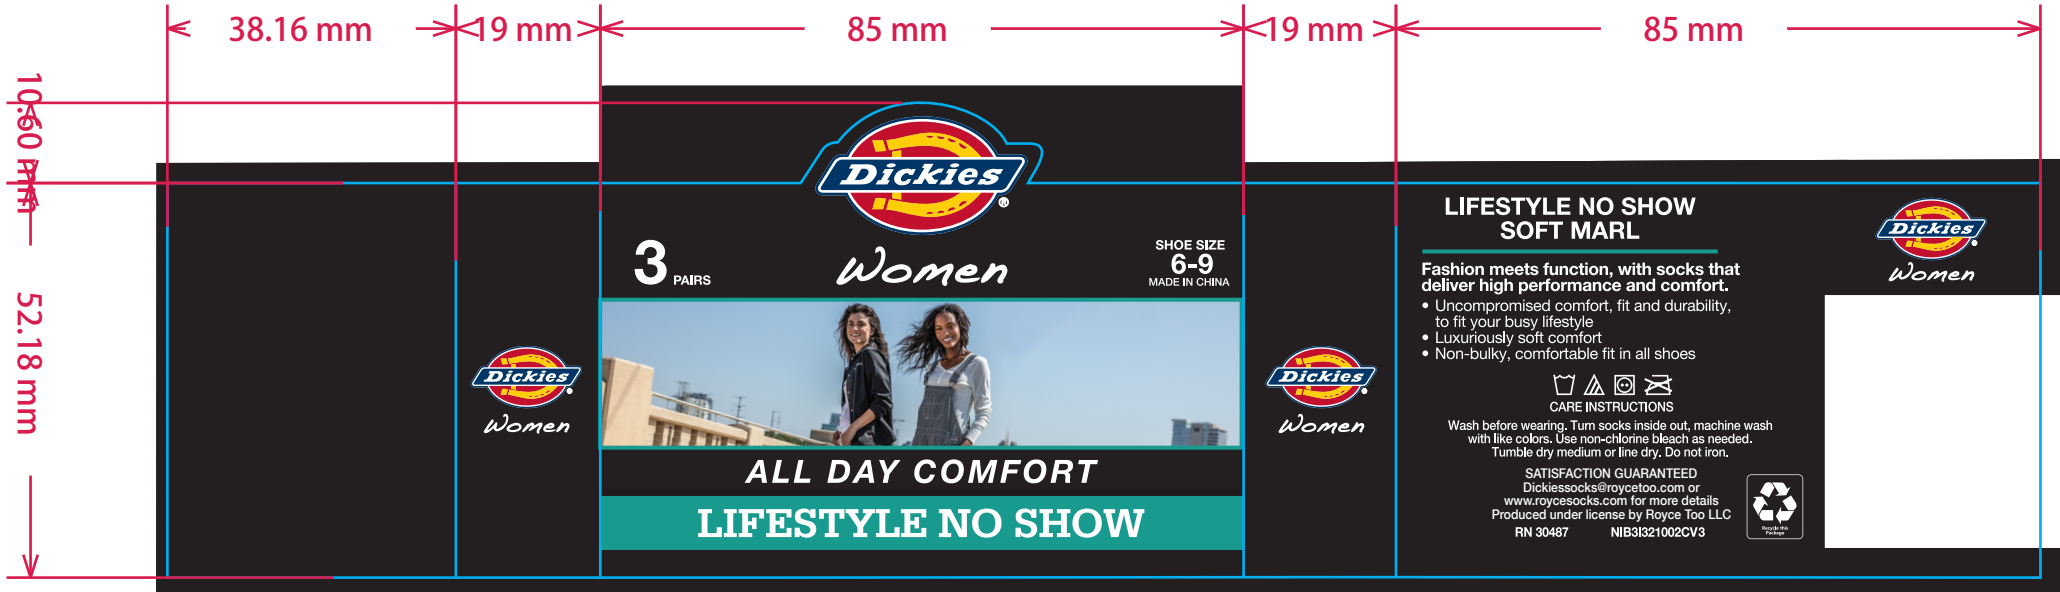 38.16 mm
19 mm
85 mm
19 mm
85 mm
10.60 mm
52.18 mm
Dickies
®
Women
3 PAIRS
SHOE SIZE
6-9
MADE IN CHINA
ALL DAY COMFORT
LIFESTYLE NO SHOW
Dickies
®
Women
Dickies
®
Women
LIFESTYLE NO SHOW
SOFT MARL
Fashion meets function, with socks that
deliver high performance and comfort.
• Uncompromised comfort, fit and durability,
to fit your busy lifestyle
• Luxuriously soft comfort
• Non-bulky, comfortable fit in all shoes
CARE INSTRUCTIONS
Wash before wearing. Turn socks inside out, machine wash
with like colors. Use non-chlorine bleach as needed.
Tumble dry medium or line dry. Do not iron.
SATISFACTION GUARANTEED
Dickiessocks@roycetoo.com or
www.roycesocks.com for more details
Produced under license by Royce Too LLC
RN 30487 NIB3I321002CV3
Recycle this
Package
Dickies
®
Women